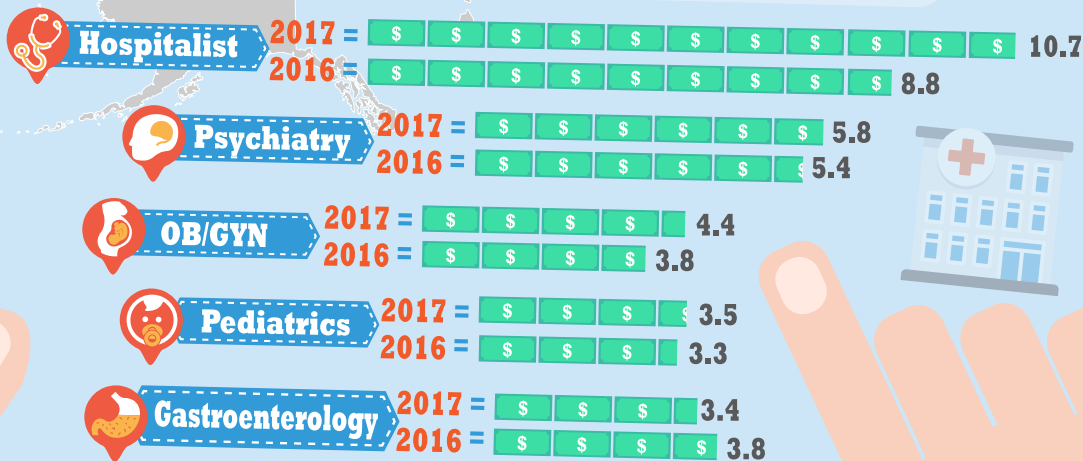 Hospitalist
2017 = $ $ $ $ $ $ $ $ $ $ $ 10.7
2016 = $ $ $ $ $ $ $ $ $ 8.8
Psychiatry
2017 = $ $ $ $ $ $ 5.8
2016 = $ $ $ $ $ $ 5.4
OB/GYN
2017 = $ $ $ $ 4.4
2016 = $ $ $ $ 3.8
Pediatrics
2017 = $ $ $ $ 3.5
2016 = $ $ $ 3.3
Gastroenterology
2017 = $ $ $ 3.4
2016 = $ $ $ $ 3.8